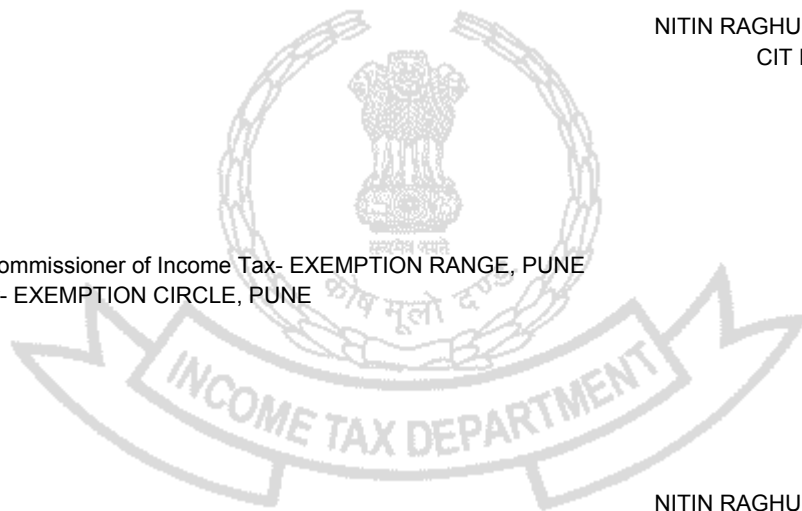 NITIN RAGHU
CIT
सत्यमेव जयते
ommissioner of Income Tax- EXEMPTION RANGE, PUNE
- EXEMPTION CIRCLE, PUNE
कोष मूलो दण्डः
INCOME TAX DEPARTMENT
NITIN RAGHU